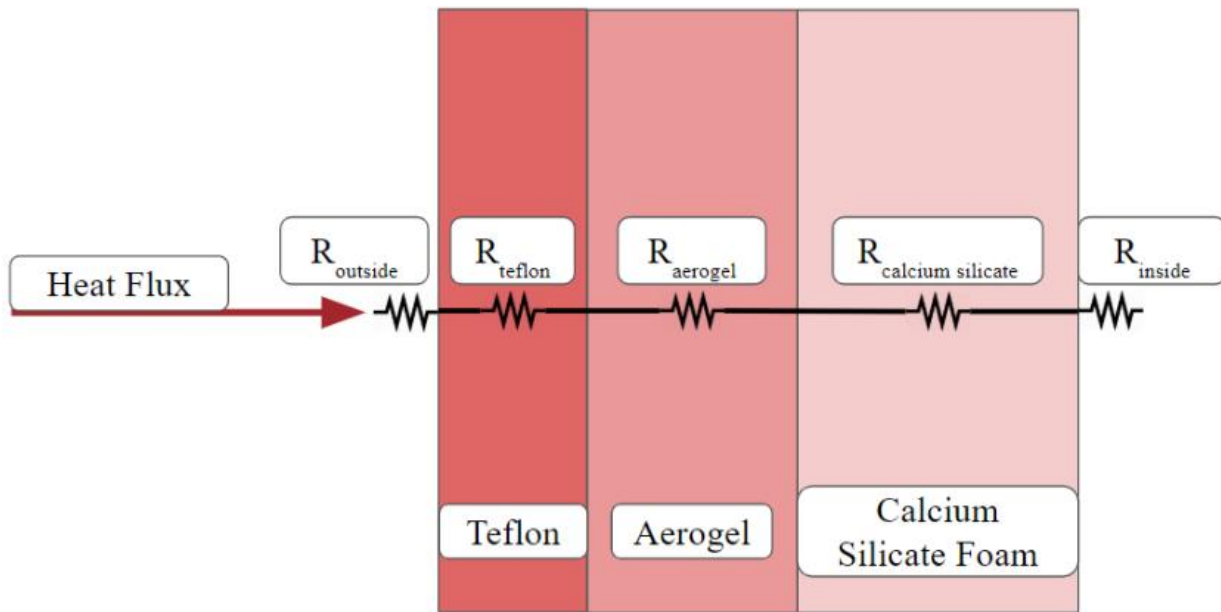 Heat Flux
R outside
R teflon
R aerogel
R calcium silicate
R inside
Teflon
Aerogel
Calcium
Silicate Foam